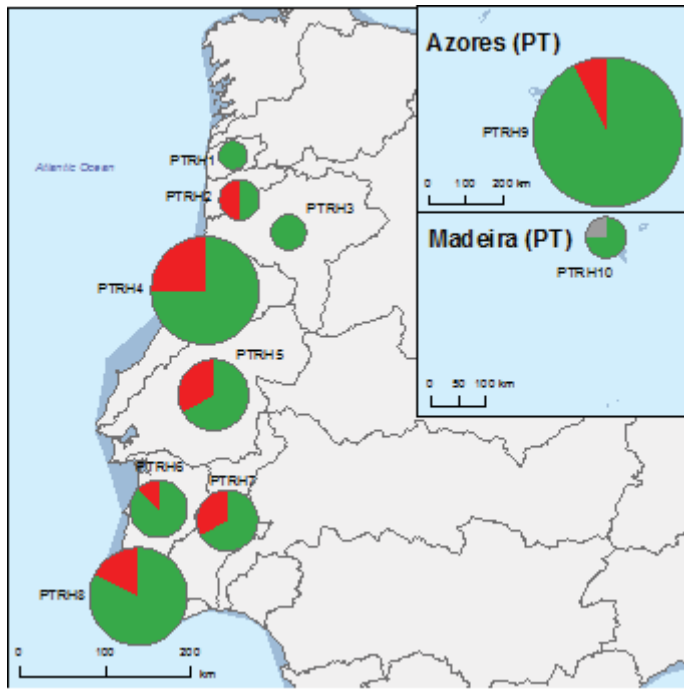 Azores (PT)
PTRH9
0 100 200 km
Atlantic Ocean
PTRH1
PTRH2
PTRH3
Madeira (PT)
PTRH10
PTRH4
PTRH5
0 50 100 km
PTRH6
PTRH7
PTRH8
0 100 200
km